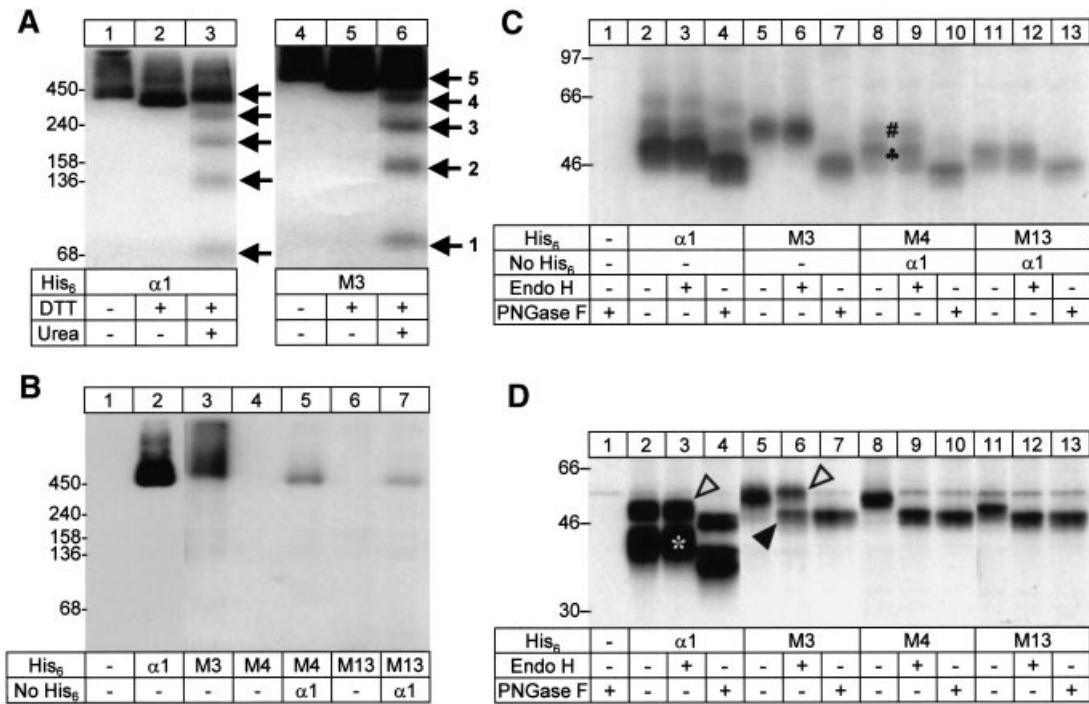 A
1 2 3 4 5 6
450-
240-
158-
136-
68-
5
4
3
2
1
His6 α1 M3
DTT - + + - + +
Urea - - + - - +
B
1 2 3 4 5 6 7
450-
240-
158-
136-
68-
His6 - α1 M3 M4 M4 M13 M13
No His6 α1 α1
C
1 2 3 4 5 6 7 8 9 10 11 12 13
97-
66-
46-
#
♣
His6 - α1 M3 M4 M13
No His6 - - - α1 α1
Endo H - - + - - + - - + - - + -
PNGase F + - - + - - + - - + - - +
D
1 2 3 4 5 6 7 8 9 10 11 12 13
66-
46-
30-
*
His6 - α1 M3 M4 M13
Endo H - - + - - + - - + - - + -
PNGase F + - - + - - + - - + - - +